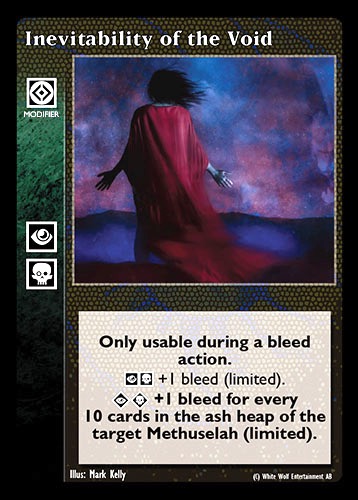 Inevitability of the Void
MODIFIER
Only usable during a bleed
action.
+1 bleed (limited).
+1 bleed for every
10 cards in the ash heap of the
target Methuselah (limited).
Illus: Mark Kelly
(C) White Wolf Entertainment AB